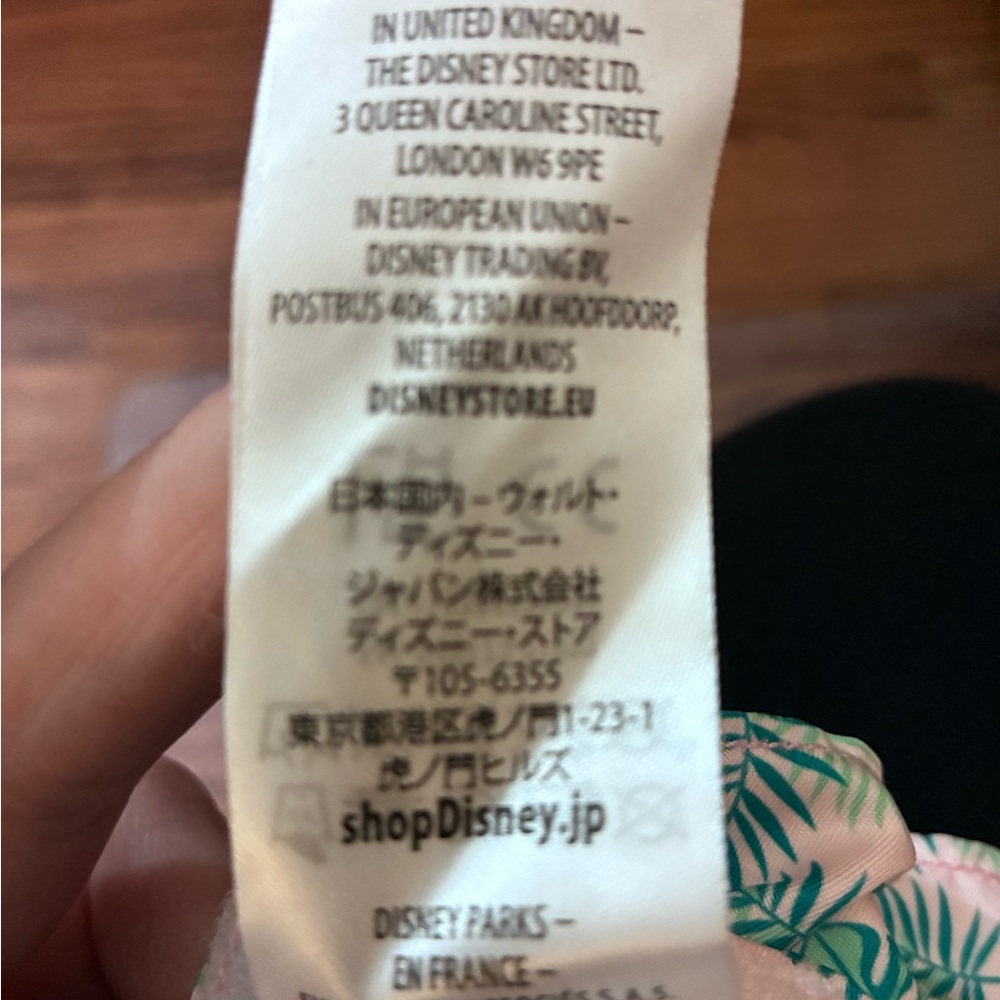 IN UNITED KINGDOM –
THE DISNEY STORE LTD.
3 QUEEN CAROLINE STREET,
LONDON W6 9PE
IN EUROPEAN UNION –
DISNEY TRADING BV,
POSTBUS 406, 2130 AK HOOFDDORP,
NETHERLANDS
DISNEYSTORE.EU
日本国内 – ウォルト・
ディズニー・
ジャパン株式会社
ディズニー・ストア
〒105-6355
東京都港区虎ノ門1-23-1
虎ノ門ヒルズ
shopDisney.jp
DISNEY PARKS –
EN FRANCE –
S.A.S.